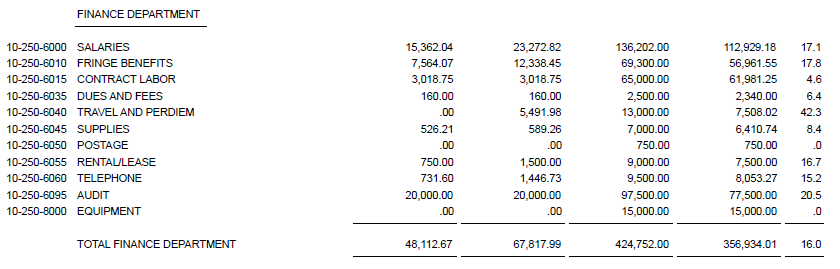 FINANCE DEPARTMENT
10-250-6000 SALARIES 15,362.04 23,272.82 136,202.00 112,929.18 17.1
10-250-6010 FRINGE BENEFITS 7,564.07 12,338.45 69,300.00 56,961.55 17.8
10-250-6015 CONTRACT LABOR 3,018.75 3,018.75 65,000.00 61,981.25 4.6
10-250-6035 DUES AND FEES 160.00 160.00 2,500.00 2,340.00 6.4
10-250-6040 TRAVEL AND PERDIEM .00 5,491.98 13,000.00 7,508.02 42.3
10-250-6045 SUPPLIES 526.21 589.26 7,000.00 6,410.74 8.4
10-250-6050 POSTAGE .00 .00 750.00 750.00 .0
10-250-6055 RENTAL/LEASE 750.00 1,500.00 9,000.00 7,500.00 16.7
10-250-6060 TELEPHONE 731.60 1,446.73 9,500.00 8,053.27 15.2
10-250-6095 AUDIT 20,000.00 20,000.00 97,500.00 77,500.00 20.5
10-250-8000 EQUIPMENT .00 .00 15,000.00 15,000.00 .0
TOTAL FINANCE DEPARTMENT 48,112.67 67,817.99 424,752.00 356,934.01 16.0